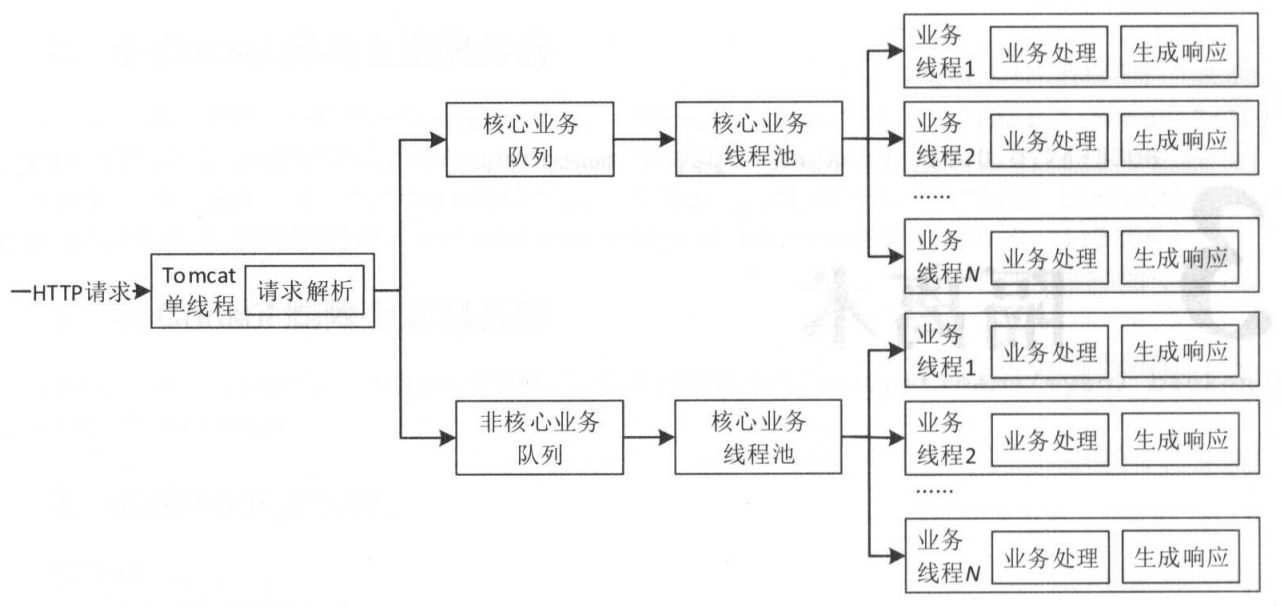 HTTP请求
Tomcat
单线程
请求解析
核心业务
队列
核心业务
线程池
业务
线程1
业务处理
生成响应
业务
线程2
业务处理
生成响应
......
业务
线程N
业务处理
生成响应
非核心业务
队列
核心业务
线程池
业务
线程1
业务处理
生成响应
业务
线程2
业务处理
生成响应
......
业务
线程N
业务处理
生成响应